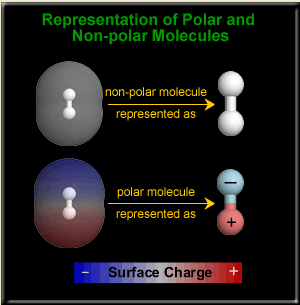 Representation of Polar and
Non-polar Molecules
non-polar molecule
represented as
polar molecule
represented as
−
+
− Surface Charge +